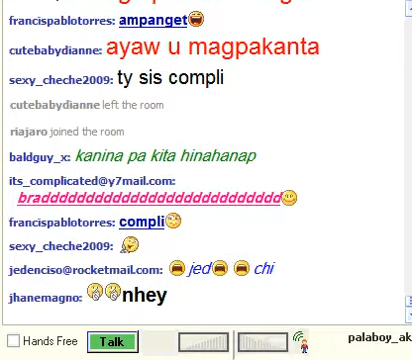 francispablotorres: ampanget
cutebabydianne: ayaw u magpakanta
sexy_cheche2009: ty sis compli
cutebabydianne left the room
riajaro joined the room
baldguy_x: kanina pa kita hinahanap
its_complicated@y7mail.com:
bradddddddddddddddddddddddddddd
francispablotorres: compli
sexy_cheche2009:
jedenciso@rocketmail.com: jed chi
jhanemagno: nhey
Hands Free Talk palaboy_ak